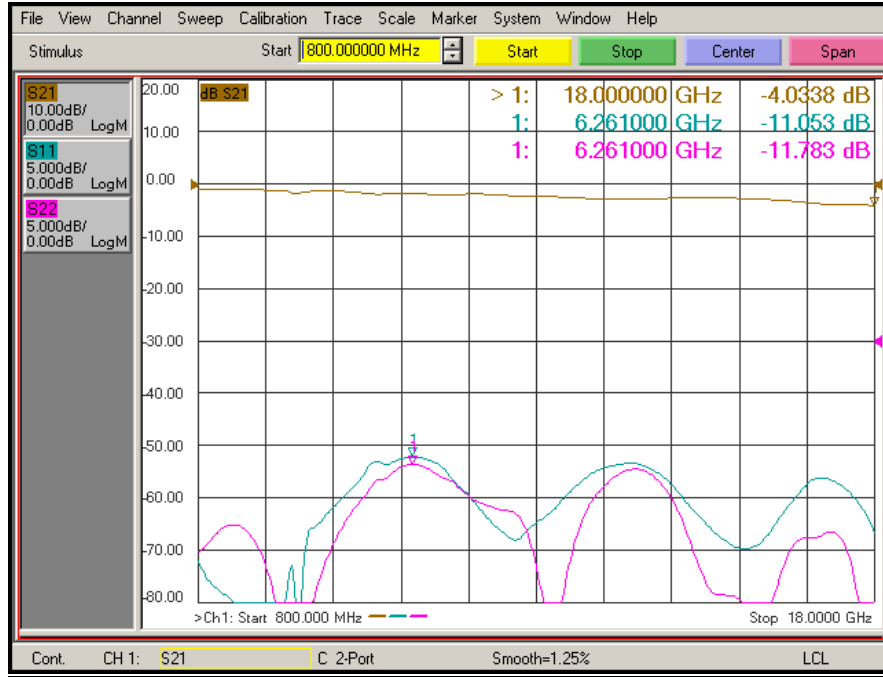 File View Channel Sweep Calibration Trace Scale Marker System Window Help
Stimulus Start 800.000000 MHz Start Stop Center Span
S21
10.00dB/
0.00dB LogM
S11
5.000dB/
0.00dB LogM
S22
5.000dB/
0.00dB LogM
dB S21
> 1: 18.000000 GHz -4.0338 dB
1: 6.261000 GHz -11.053 dB
1: 6.261000 GHz -11.783 dB
20.00
10.00
0.00
-10.00
-20.00
-30.00
-40.00
-50.00
-60.00
-70.00
-80.00
1
>Ch1: Start 800.000 MHz Stop 18.0000 GHz
Cont. CH 1: S21 C 2-Port Smooth=1.25% LCL